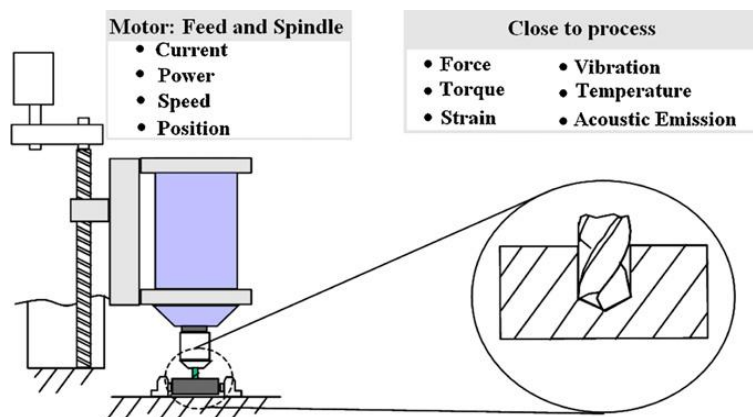 Motor: Feed and Spindle
• Current
• Power
• Speed
• Position
Close to process
• Force
• Torque
• Strain
• Vibration
• Temperature
• Acoustic Emission